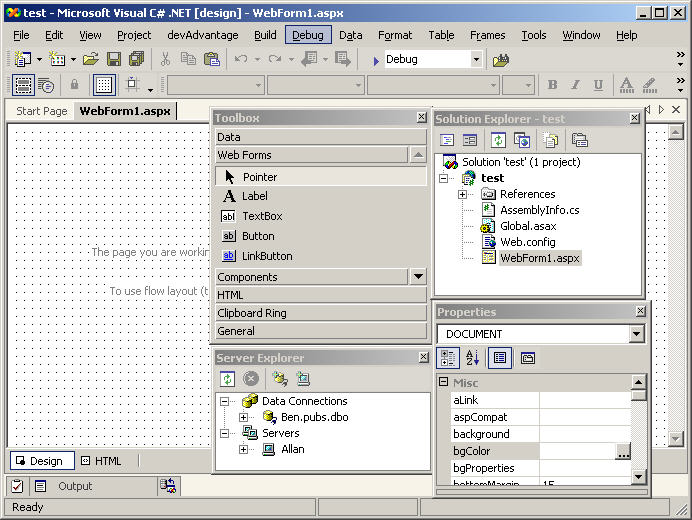 test - Microsoft Visual C# .NET [design] - WebForm1.aspx
File Edit View Project devAdvantage Build Debug Data Format Table Frames Tools Window Help
Debug
Start Page WebForm1.aspx
The page you are workin
To use flow layout (t
Toolbox
Data
Web Forms
Pointer
A Label
abl TextBox
ab Button
ab LinkButton
Components
HTML
Clipboard Ring
General
Server Explorer
Data Connections
Ben.pubs.dbo
Servers
Allan
Solution Explorer - test
Solution 'test' (1 project)
test
References
AssemblyInfo.cs
Global.asax
Web.config
WebForm1.aspx
Properties
DOCUMENT
Misc
aLink
aspCompat
background
bgColor ...
bgProperties
bottomMargin 15
Design HTML
Output
Ready